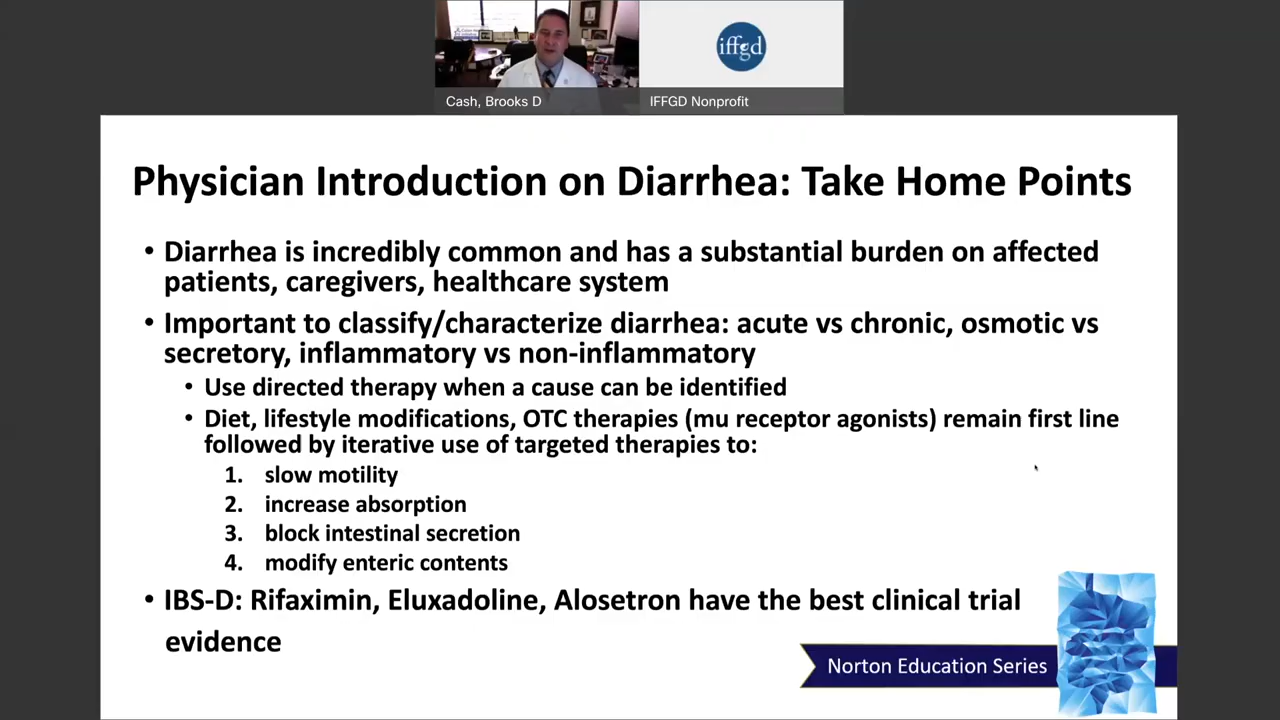 iffgd
Cash, Brooks D
IFFGD Nonprofit
Physician Introduction on Diarrhea: Take Home Points
• Diarrhea is incredibly common and has a substantial burden on affected
patients, caregivers, healthcare system
• Important to classify/characterize diarrhea: acute vs chronic, osmotic vs
secretory, inflammatory vs non-inflammatory
• Use directed therapy when a cause can be identified
• Diet, lifestyle modifications, OTC therapies (mu receptor agonists) remain first line
followed by iterative use of targeted therapies to:
1. slow motility
2. increase absorption
3. block intestinal secretion
4. modify enteric contents
• IBS-D: Rifaximin, Eluxadoline, Alosetron have the best clinical trial
evidence
Norton Education Series